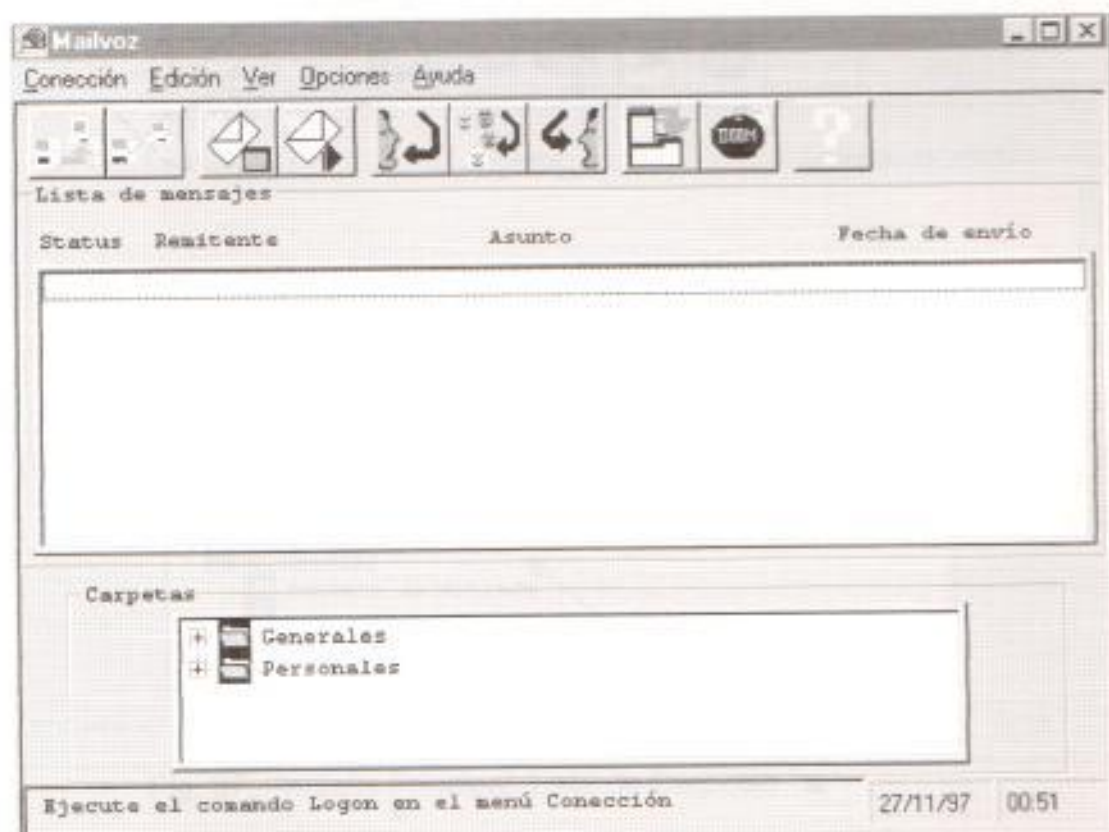 Mailvoz
Conección Edición Ver Opciones Ayuda
Lista de mensajes
Status Remitente Asunto Fecha de envío
Carpetas
Generales
Personales
Ejecute el comando Logon en el menú Conección 27/11/97 00:51